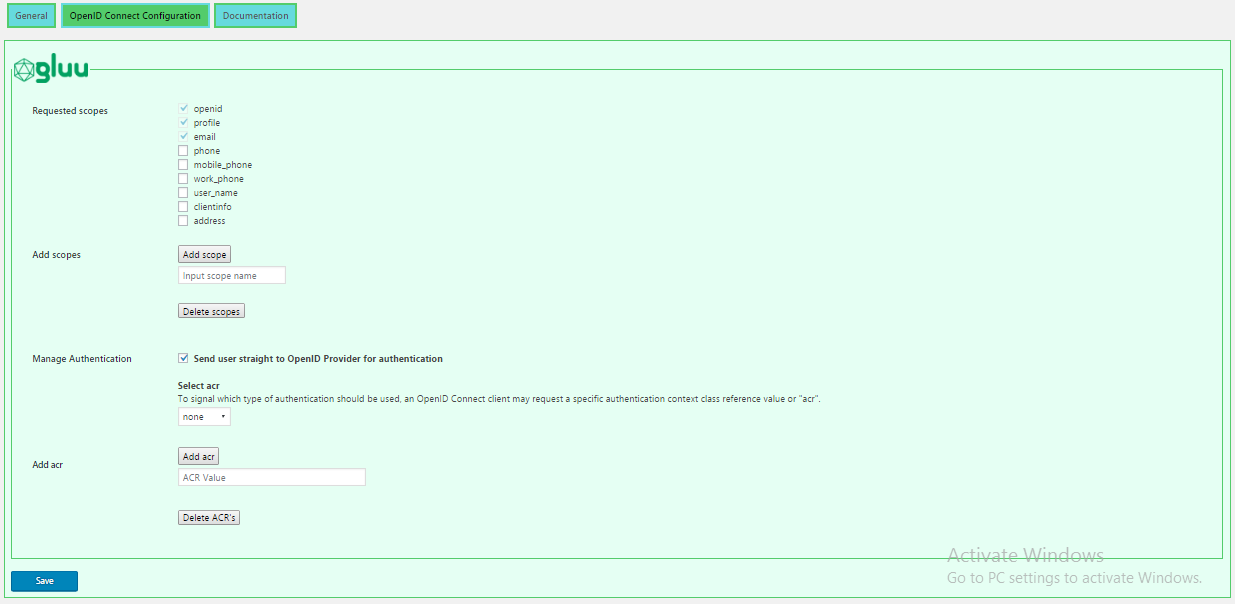 General OpenID Connect Configuration Documentation
gluu
Requested scopes
openid
profile
email
phone
mobile_phone
work_phone
user_name
clientinfo
address
Add scopes
Add scope
Input scope name
Delete scopes
Manage Authentication
Send user straight to OpenID Provider for authentication
Select acr
To signal which type of authentication should be used, an OpenID Connect client may request a specific authentication context class reference value or "acr".
none
Add acr
Add acr
ACR Value
Delete ACR's
Activate Windows
Go to PC settings to activate Windows.
Save